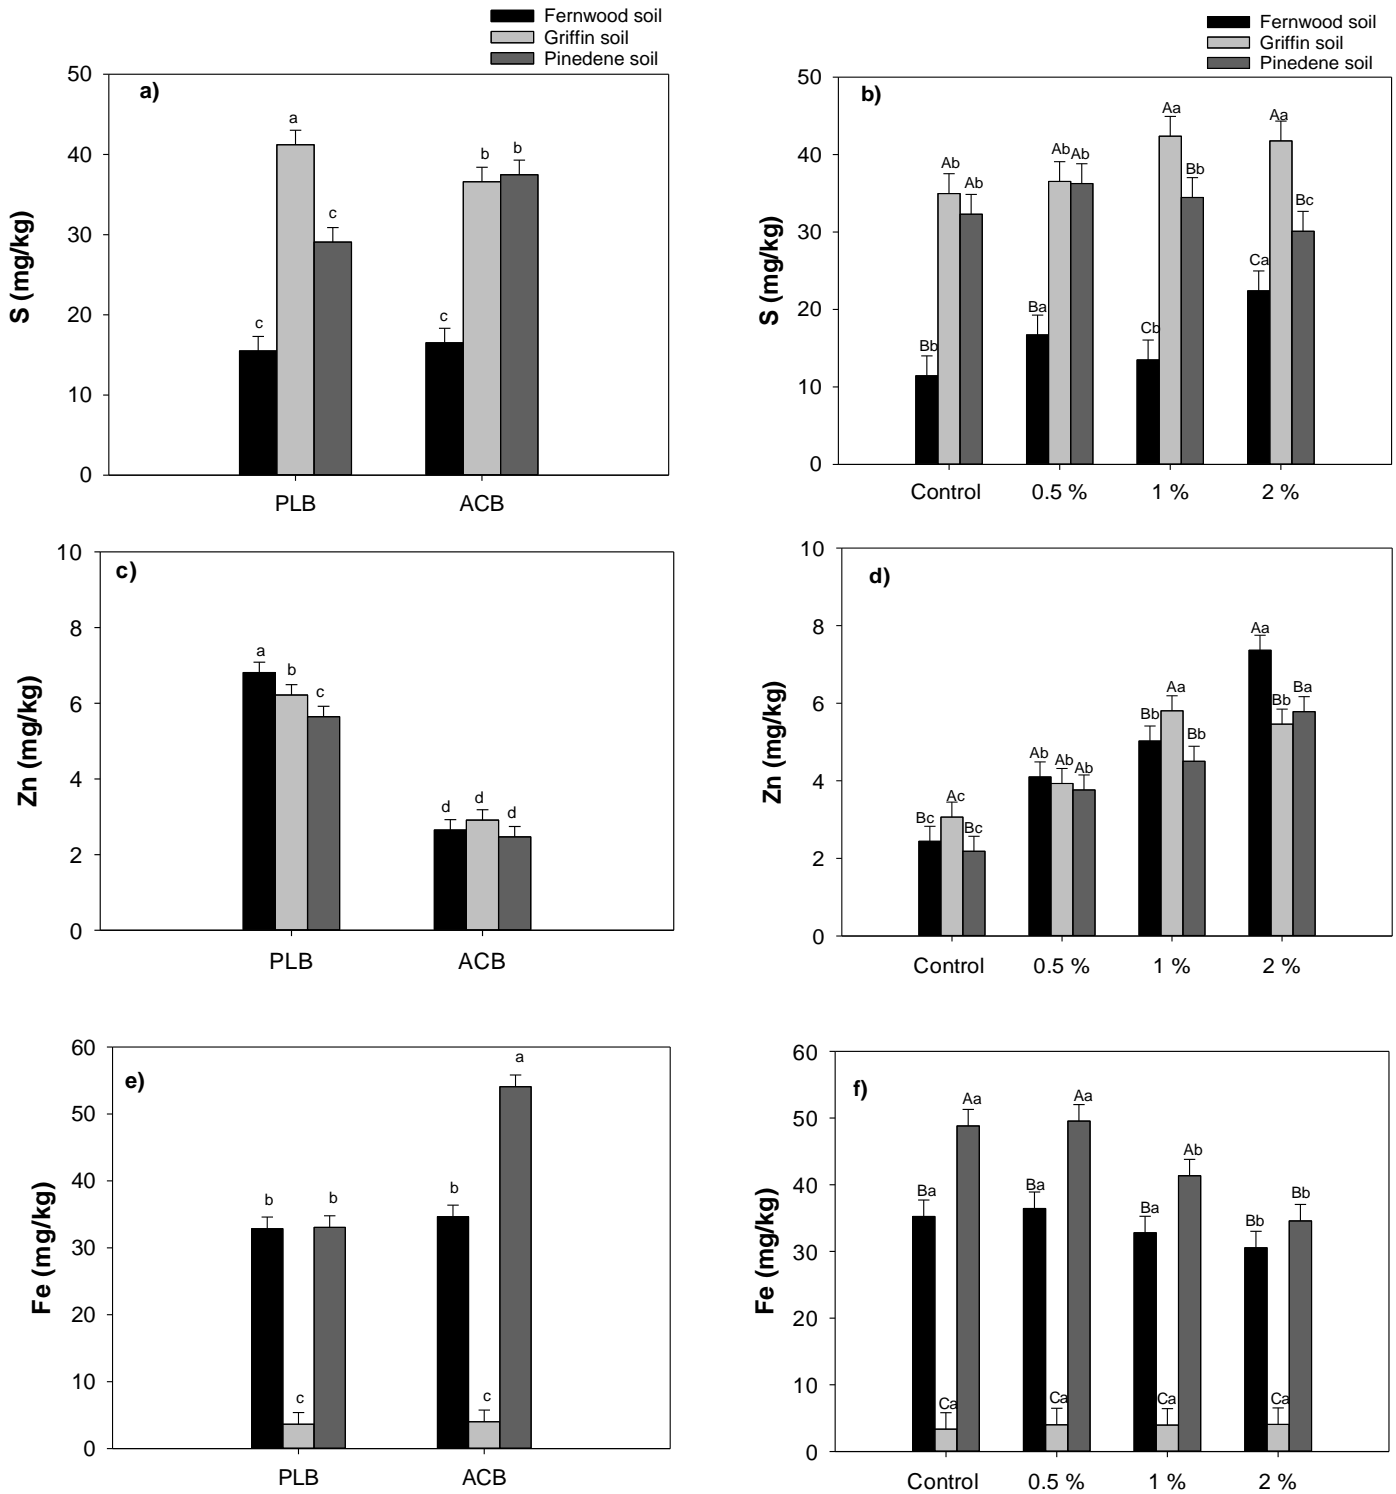 Fernwood soil
Griffin soil
Pinedene soil
a)
S (mg/kg)
50
40
30
20
10
0
c
a
c
c
b
b
PLB
ACB
Fernwood soil
Griffin soil
Pinedene soil
b)
S (mg/kg)
50
40
30
20
10
0
Bb
Ab
Ab
Ba
Ab
Ab
Cb
Aa
Bb
Ca
Aa
Bc
Control
0.5 %
1 %
2 %
c)
Zn (mg/kg)
10
8
6
4
2
0
a
b
c
d
d
d
PLB
ACB
d)
Zn (mg/kg)
10
8
6
4
2
0
Bc
Ac
Bc
Ab
Ab
Ab
Bb
Aa
Bb
Aa
Bb
Ba
Control
0.5 %
1 %
2 %
e)
Fe (mg/kg)
60
50
40
30
20
10
0
b
c
b
b
c
a
PLB
ACB
f)
Fe (mg/kg)
60
50
40
30
20
10
0
Ba
Ca
Aa
Ba
Ca
Aa
Ba
Ca
Ab
Bb
Ca
Bb
Control
0.5 %
1 %
2 %